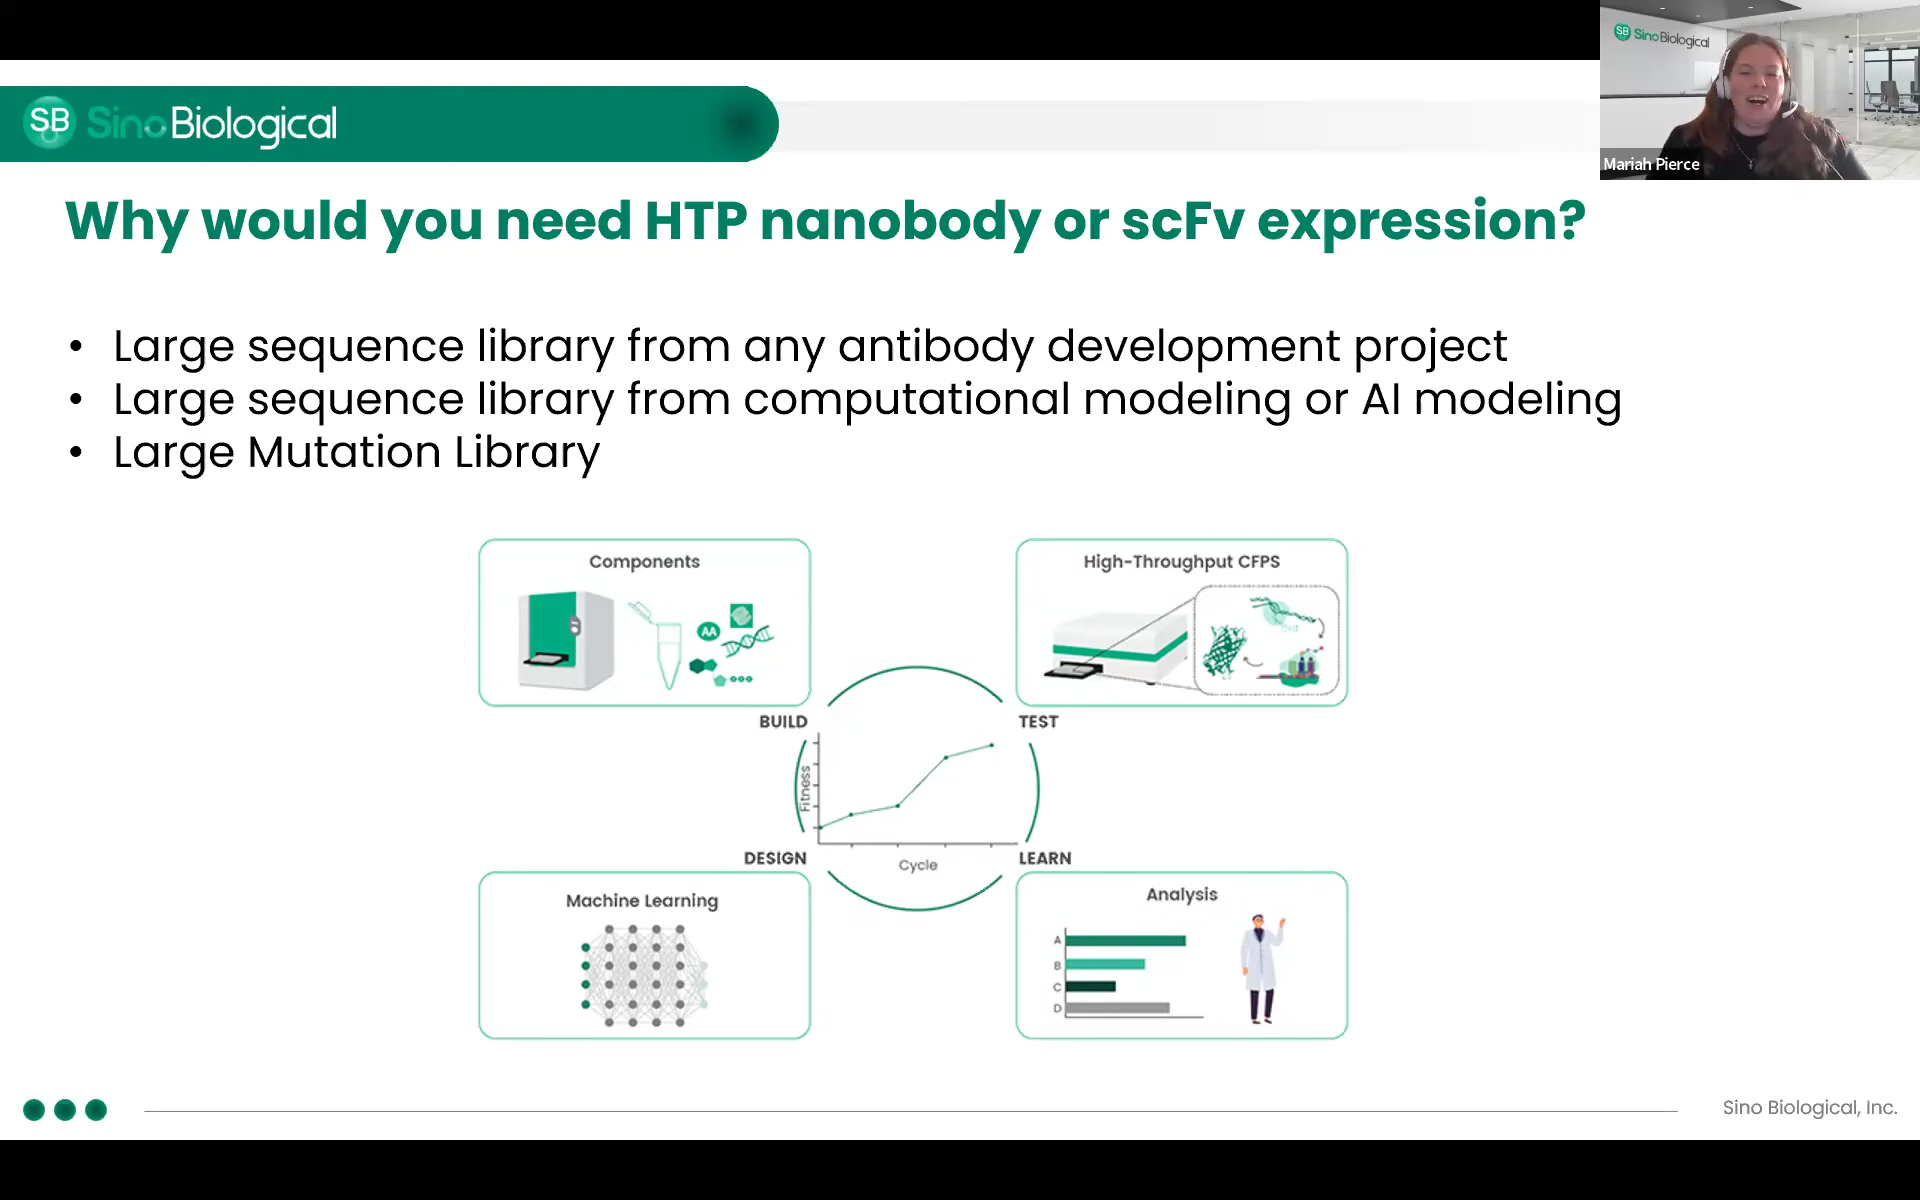 SB SinoBiological
SB SinoBiological
Mariah Pierce
Why would you need HTP nanobody or scFv expression?
• Large sequence library from any antibody development project
• Large sequence library from computational modeling or AI modeling
• Large Mutation Library
Components
AA
High-Throughput CFPS
BUILD
TEST
Fitness
Cycle
DESIGN
LEARN
Machine Learning
Analysis
A
B
C
D
Sino Biological, Inc.